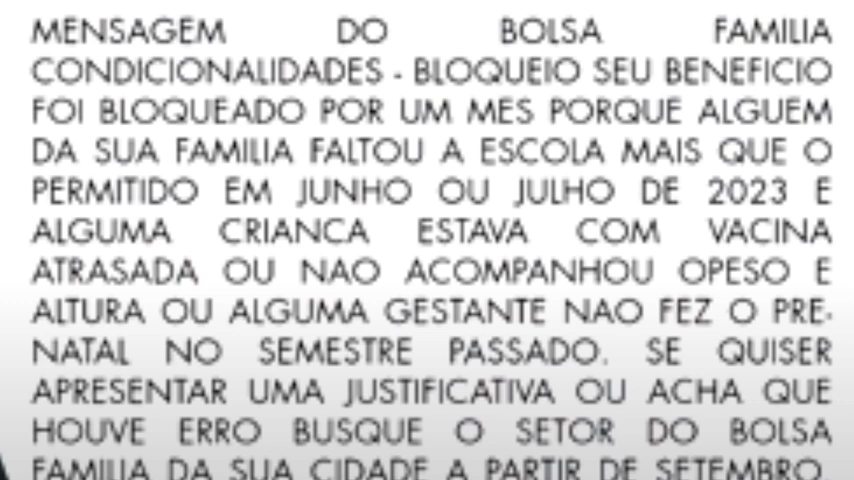 MENSAGEM DO BOLSA FAMILIA
CONDICIONALIDADES - BLOQUEIO SEU BENEFICIO
FOI BLOQUEADO POR UM MES PORQUE ALGUEM
DA SUA FAMILIA FALTOU A ESCOLA MAIS QUE O
PERMITIDO EM JUNHO OU JULHO DE 2023 E
ALGUMA CRIANCA ESTAVA COM VACINA
ATRASADA OU NAO ACOMPANHOU OPESO E
ALTURA OU ALGUMA GESTANTE NAO FEZ O PRE-
NATAL NO SEMESTRE PASSADO. SE QUISER
APRESENTAR UMA JUSTIFICATIVA OU ACHA QUE
HOUVE ERRO BUSQUE O SETOR DO BOLSA
FAMILIA DA SUA CIDADE A PARTIR DE SETEMBRO.